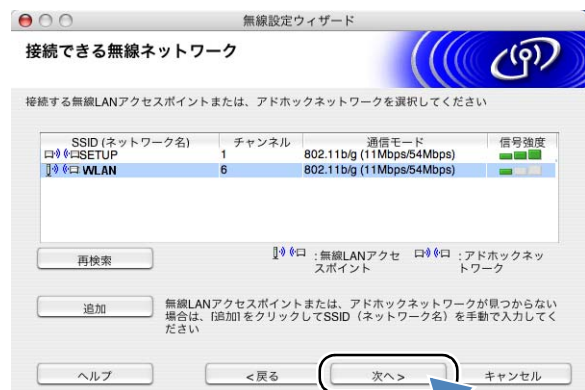 無線設定ウィザード
接続できる無線ネットワーク
接続する無線LANアクセスポイントまたは、アドホックネットワークを選択してください
SSID (ネットワーク名) チャンネル 通信モード 信号強度
SETUP 1 802.11b/g (11Mbps/54Mbps)
WLAN 6 802.11b/g (11Mbps/54Mbps)
再検索
:無線LANアクセ
スポイント
:アドホックネッ
トワーク
追加
無線LANアクセスポイントまたは、アドホックネットワークが見つからない
場合は、[追加] をクリックしてSSID（ネットワーク名）を手動で入力してく
ださい
ヘルプ <戻る 次へ > キャンセル